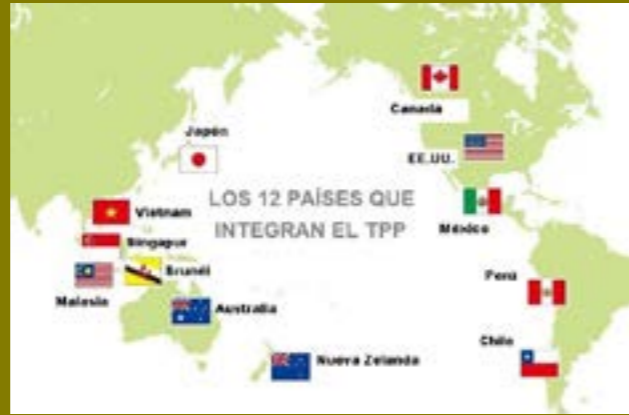 Canada
Japón
EE.UU.
LOS 12 PAÍSES QUE
INTEGRAN EL TPP
Vietnam
México
Singapur
Brunéi
Perú
Malasia
Australia
Chile
Nueva Zelanda